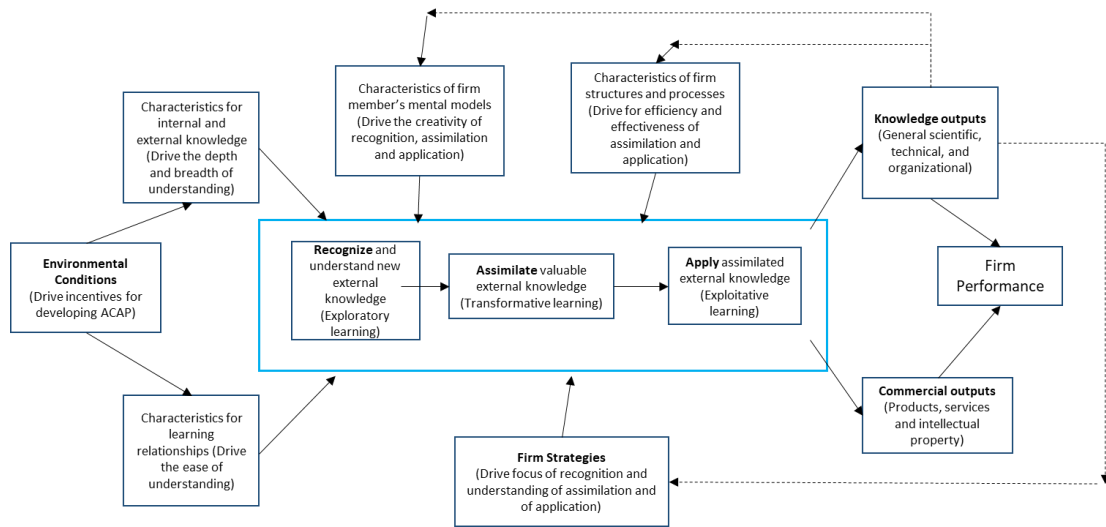 Characteristics of firm
member's mental models
(Drive the creativity of
recognition, assimilation
and application)
Characteristics of firm
structures and processes
(Drive for efficiency and
effectiveness of
assimilation and
application)
Characteristics for
internal and
external knowledge
(Drive the depth
and breadth of
understanding)
Knowledge outputs
(General scientific,
technical, and
organizational)
Environmental
Conditions
(Drive incentives for
developing ACAP)
Recognize and
understand new
external
knowledge
(Exploratory
learning)
Assimilate valuable
external knowledge
(Transformative learning)
Apply assimilated
external knowledge
(Exploitative
learning)
Firm
Performance
Characteristics for
learning
relationships (Drive
the ease of
understanding)
Firm Strategies
(Drive focus of recognition and
understanding of assimilation and
of application)
Commercial outputs
(Products, services
and intellectual
property)